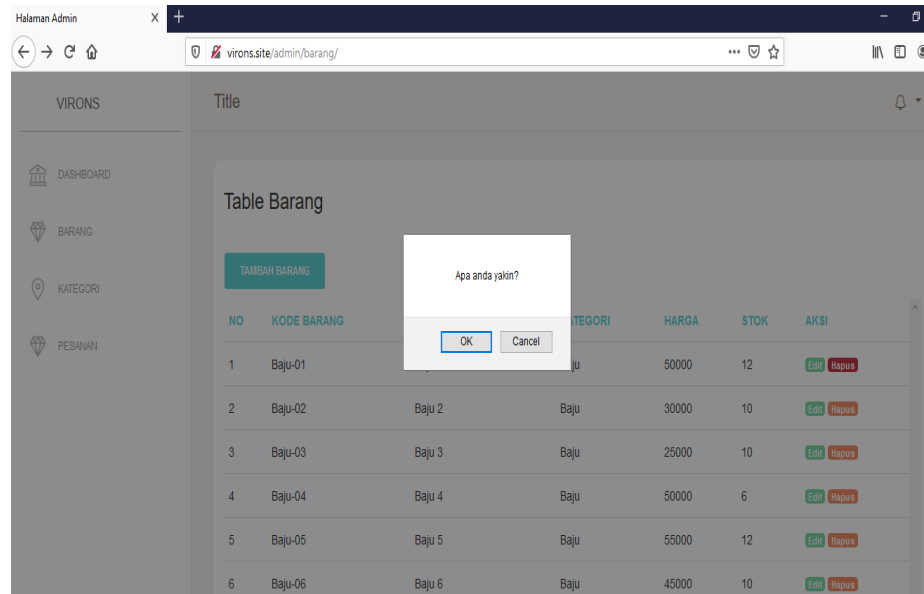 Halaman Admin
virons.site/admin/barang/
VIRONS
Title
DASHBOARD
BARANG
KATEGORI
PESANAN
Table Barang
TAMBAH BARANG
Apa anda yakin?
OK Cancel
NO KODE BARANG HARGA STOK AKSI
1 Baju-01 50000 12 Edit Hapus
2 Baju-02 Baju 2 Baju 30000 10 Edit Hapus
3 Baju-03 Baju 3 Baju 25000 10 Edit Hapus
4 Baju-04 Baju 4 Baju 50000 6 Edit Hapus
5 Baju-05 Baju 5 Baju 55000 12 Edit Hapus
6 Baju-06 Baju 6 Baju 45000 10 Edit Hapus